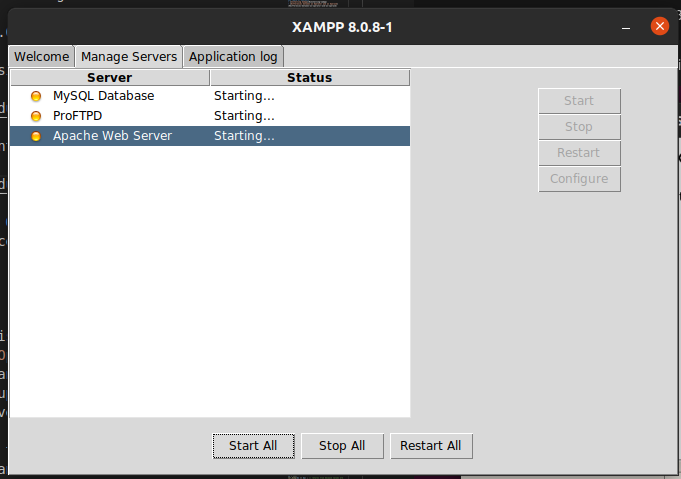 XAMPP 8.0.8-1
Welcome Manage Servers Application log
Server Status
MySQL Database Starting...
ProFTPD Starting...
Apache Web Server Starting...
Start
Stop
Restart
Configure
Start All Stop All Restart All